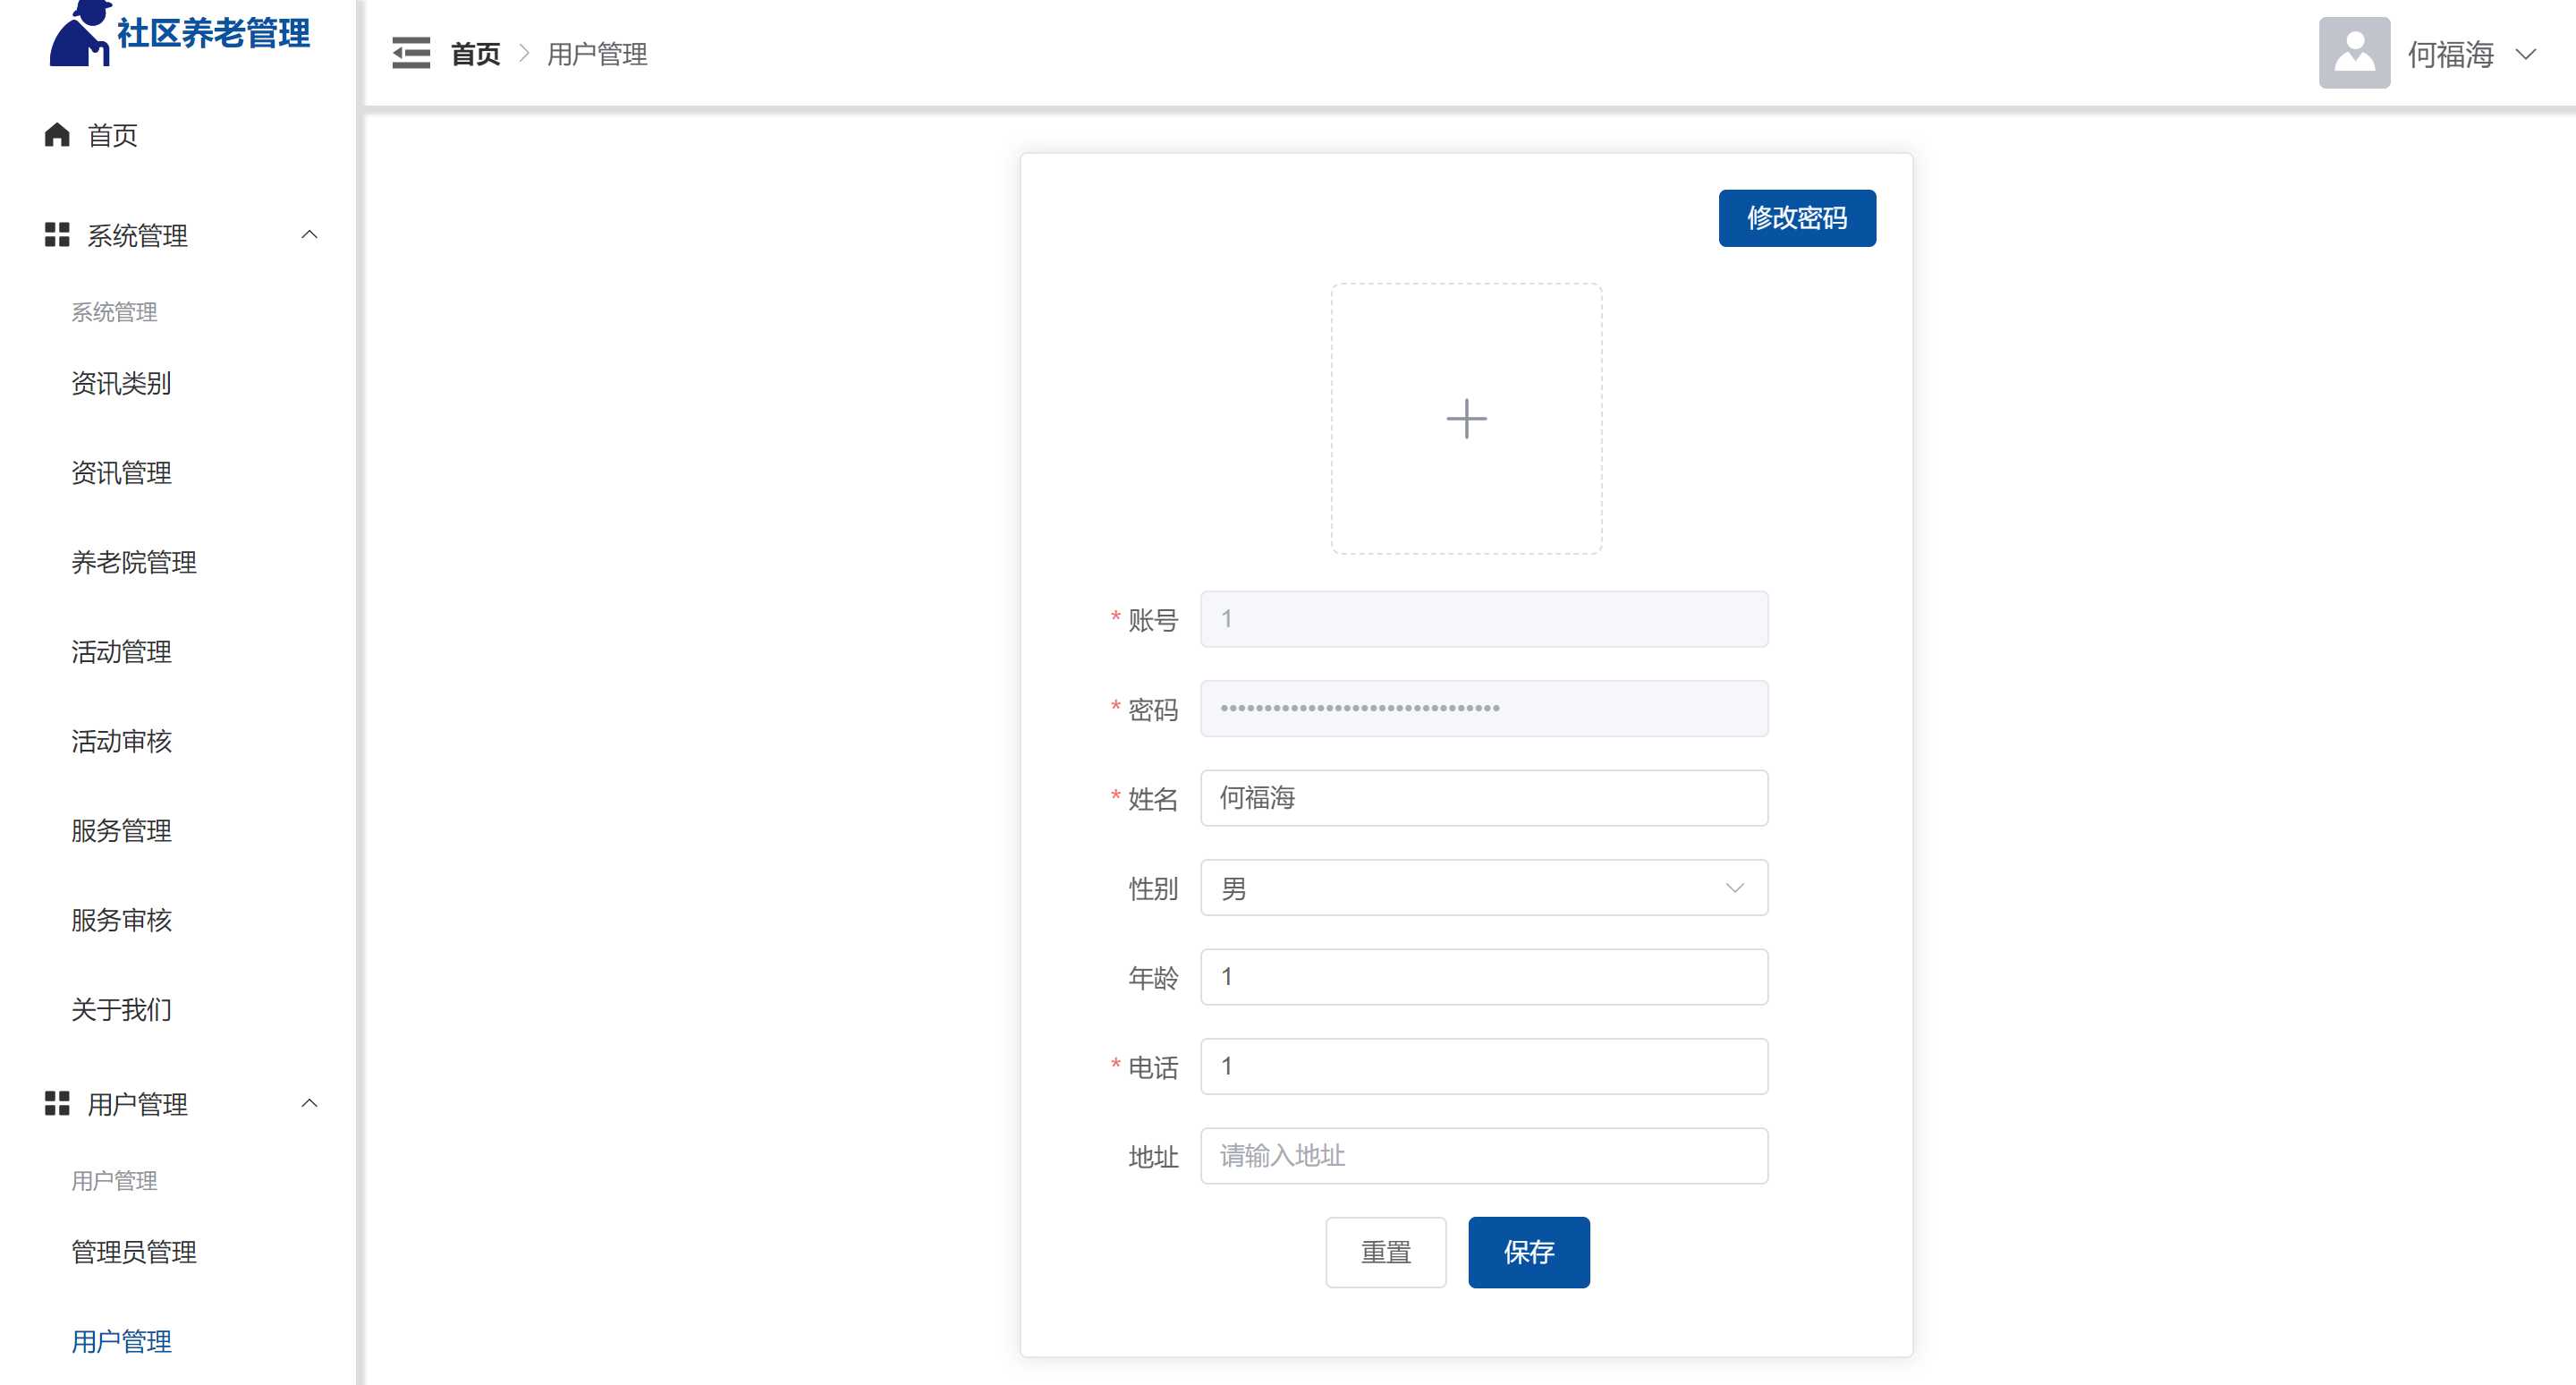 社区养老管理
首页
系统管理
系统管理
资讯类别
资讯管理
养老院管理
活动管理
活动审核
服务管理
服务审核
关于我们
用户管理
用户管理
管理员管理
用户管理
首页 > 用户管理
何福海
修改密码
* 账号 1
* 密码 ••••••••••••••••••••••••••••••••
* 姓名 何福海
性别 男
年龄 1
* 电话 1
地址 请输入地址
重置 保存